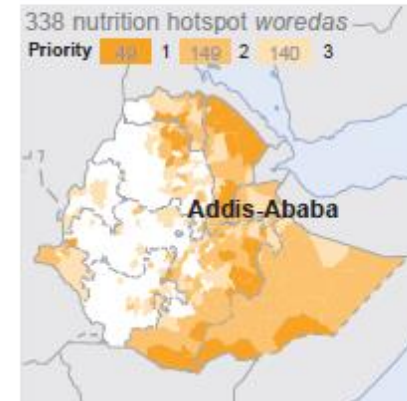 338 nutrition hotspot woredas
Priority 49 1 149 2 140 3
Addis-Ababa